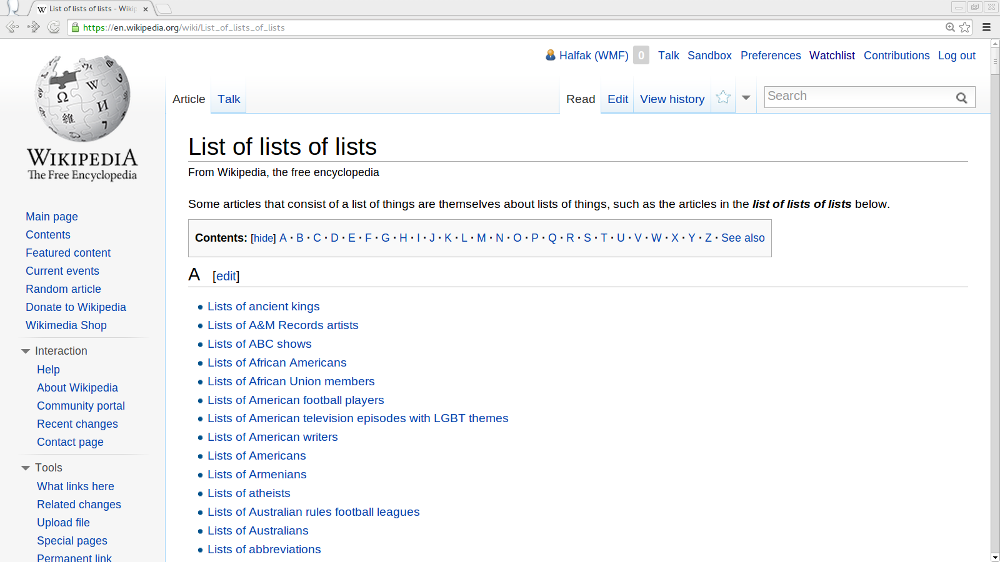 List of lists of lists - Wikip
https://en.wikipedia.org/wiki/List_of_lists_of_lists
Halfak (WMF) 0 Talk Sandbox Preferences Watchlist Contributions Log out
Article Talk Read Edit View history Search
WIKIPEDIA
The Free Encyclopedia
Main page
Contents
Featured content
Current events
Random article
Donate to Wikipedia
Wikimedia Shop
Interaction
Help
About Wikipedia
Community portal
Recent changes
Contact page
Tools
What links here
Related changes
Upload file
Special pages
Permanent link
List of lists of lists
From Wikipedia, the free encyclopedia
Some articles that consist of a list of things are themselves about lists of things, such as the articles in the list of lists of lists below.
Contents: [hide] A · B · C · D · E · F · G · H · I · J · K · L · M · N · O · P · Q · R · S · T · U · V · W · X · Y · Z · See also
A [edit]
Lists of ancient kings
Lists of A&M Records artists
Lists of ABC shows
Lists of African Americans
Lists of African Union members
Lists of American football players
Lists of American television episodes with LGBT themes
Lists of American writers
Lists of Americans
Lists of Armenians
Lists of atheists
Lists of Australian rules football leagues
Lists of Australians
Lists of abbreviations